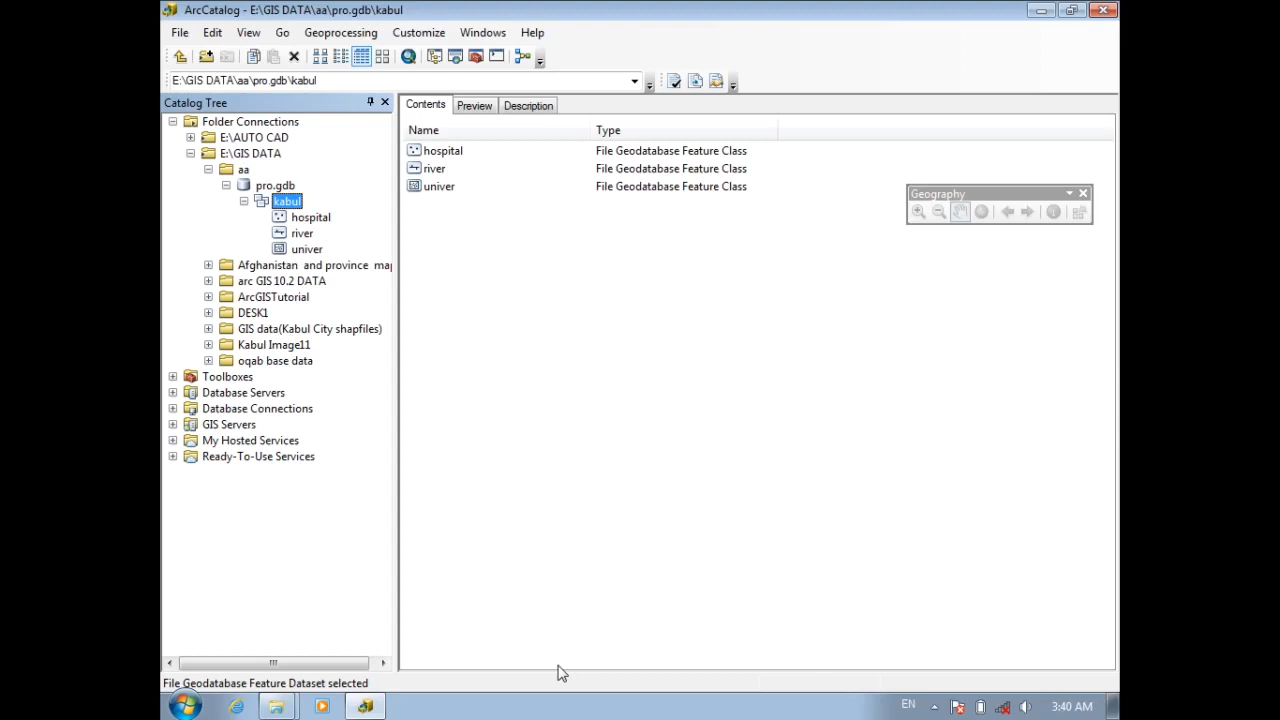 ArcCatalog - E:\GIS DATA\aa\pro.gdb\kabul
File Edit View Go Geoprocessing Customize Windows Help
E:\GIS DATA\aa\pro.gdb\kabul
Catalog Tree
Folder Connections
E:\AUTO CAD
E:\GIS DATA
aa
pro.gdb
kabul
hospital
river
univer
Afghanistan and province map
arc GIS 10.2 DATA
ArcGISTutorial
DESK1
GIS data(Kabul City shapfiles)
Kabul Image11
oqab base data
Toolboxes
Database Servers
Database Connections
GIS Servers
My Hosted Services
Ready-To-Use Services
Contents Preview Description
Name Type
hospital File Geodatabase Feature Class
river File Geodatabase Feature Class
univer File Geodatabase Feature Class
Geography
File Geodatabase Feature Dataset selected
EN 3:40 AM